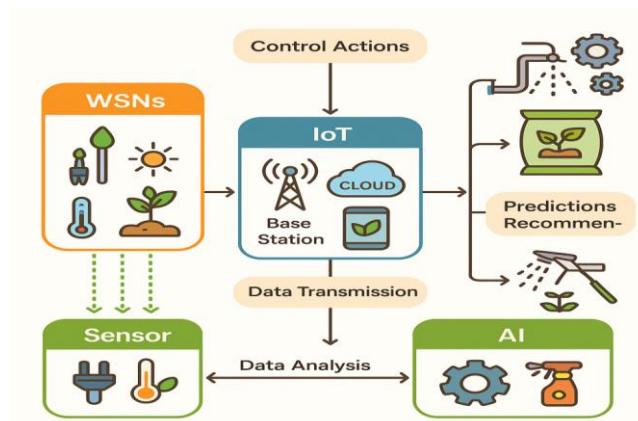 Control Actions
WSNs
IoT
CLOUD
Base
Station
Predictions
Recommen-
Data Transmission
Sensor
Data Analysis
AI